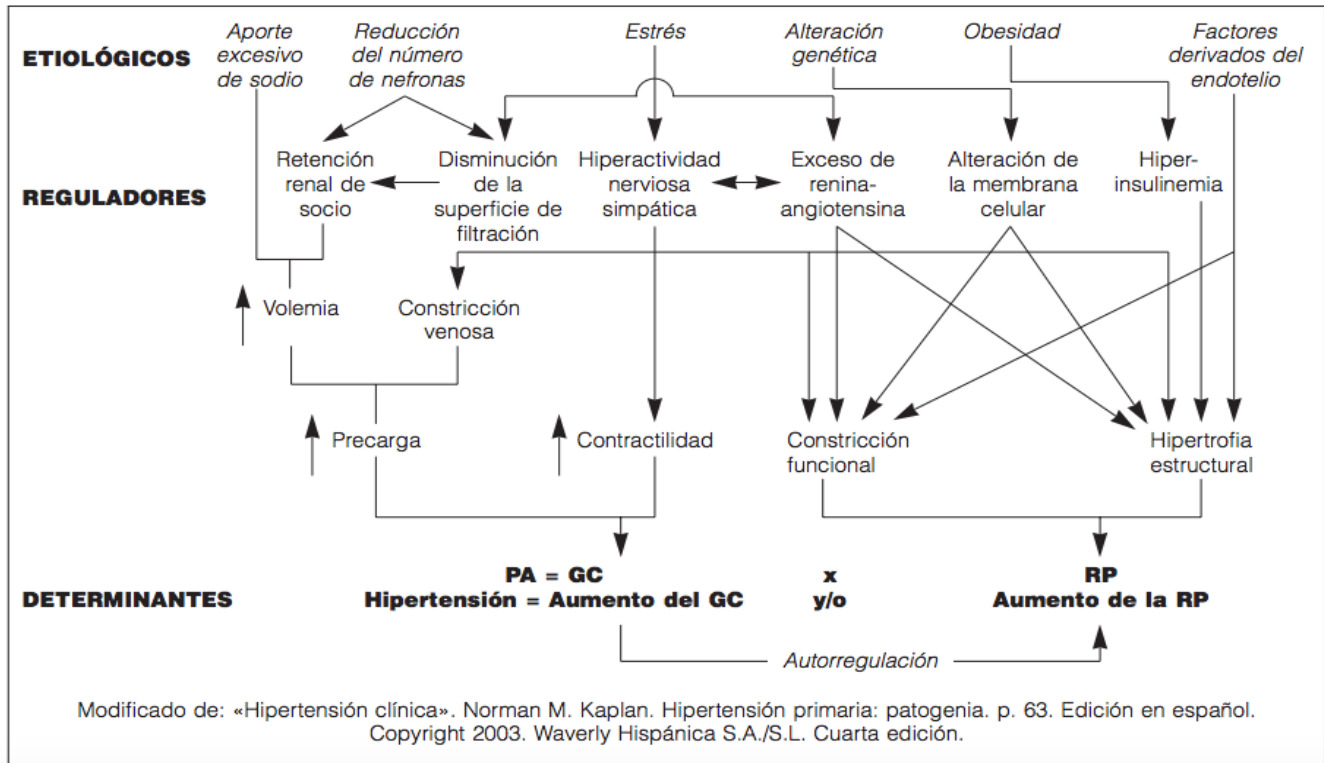 ETIOLÓGICOS
Aporte
excesivo
de sodio
Reducción
del número
de nefronas
Estrés
Alteración
genética
Obesidad
Factores
derivados del
endotelio
REGULADORES
Retención
renal de
socio
Disminución
de la
superficie de
filtración
Hiperactividad
nerviosa
simpática
Exceso de
renina-
angiotensina
Alteración de
la membrana
celular
Hiper-
insulinemia
Volemia
Constricción
venosa
Precarga
Contractilidad
Constricción
funcional
Hipertrofia
estructural
DETERMINANTES
PA = GC x RP
Hipertensión = Aumento del GC y/o Aumento de la RP
Autorregulación
Modificado de: «Hipertensión clínica». Norman M. Kaplan. Hipertensión primaria: patogenia. p. 63. Edición en español.
Copyright 2003. Waverly Hispánica S.A./S.L. Cuarta edición.